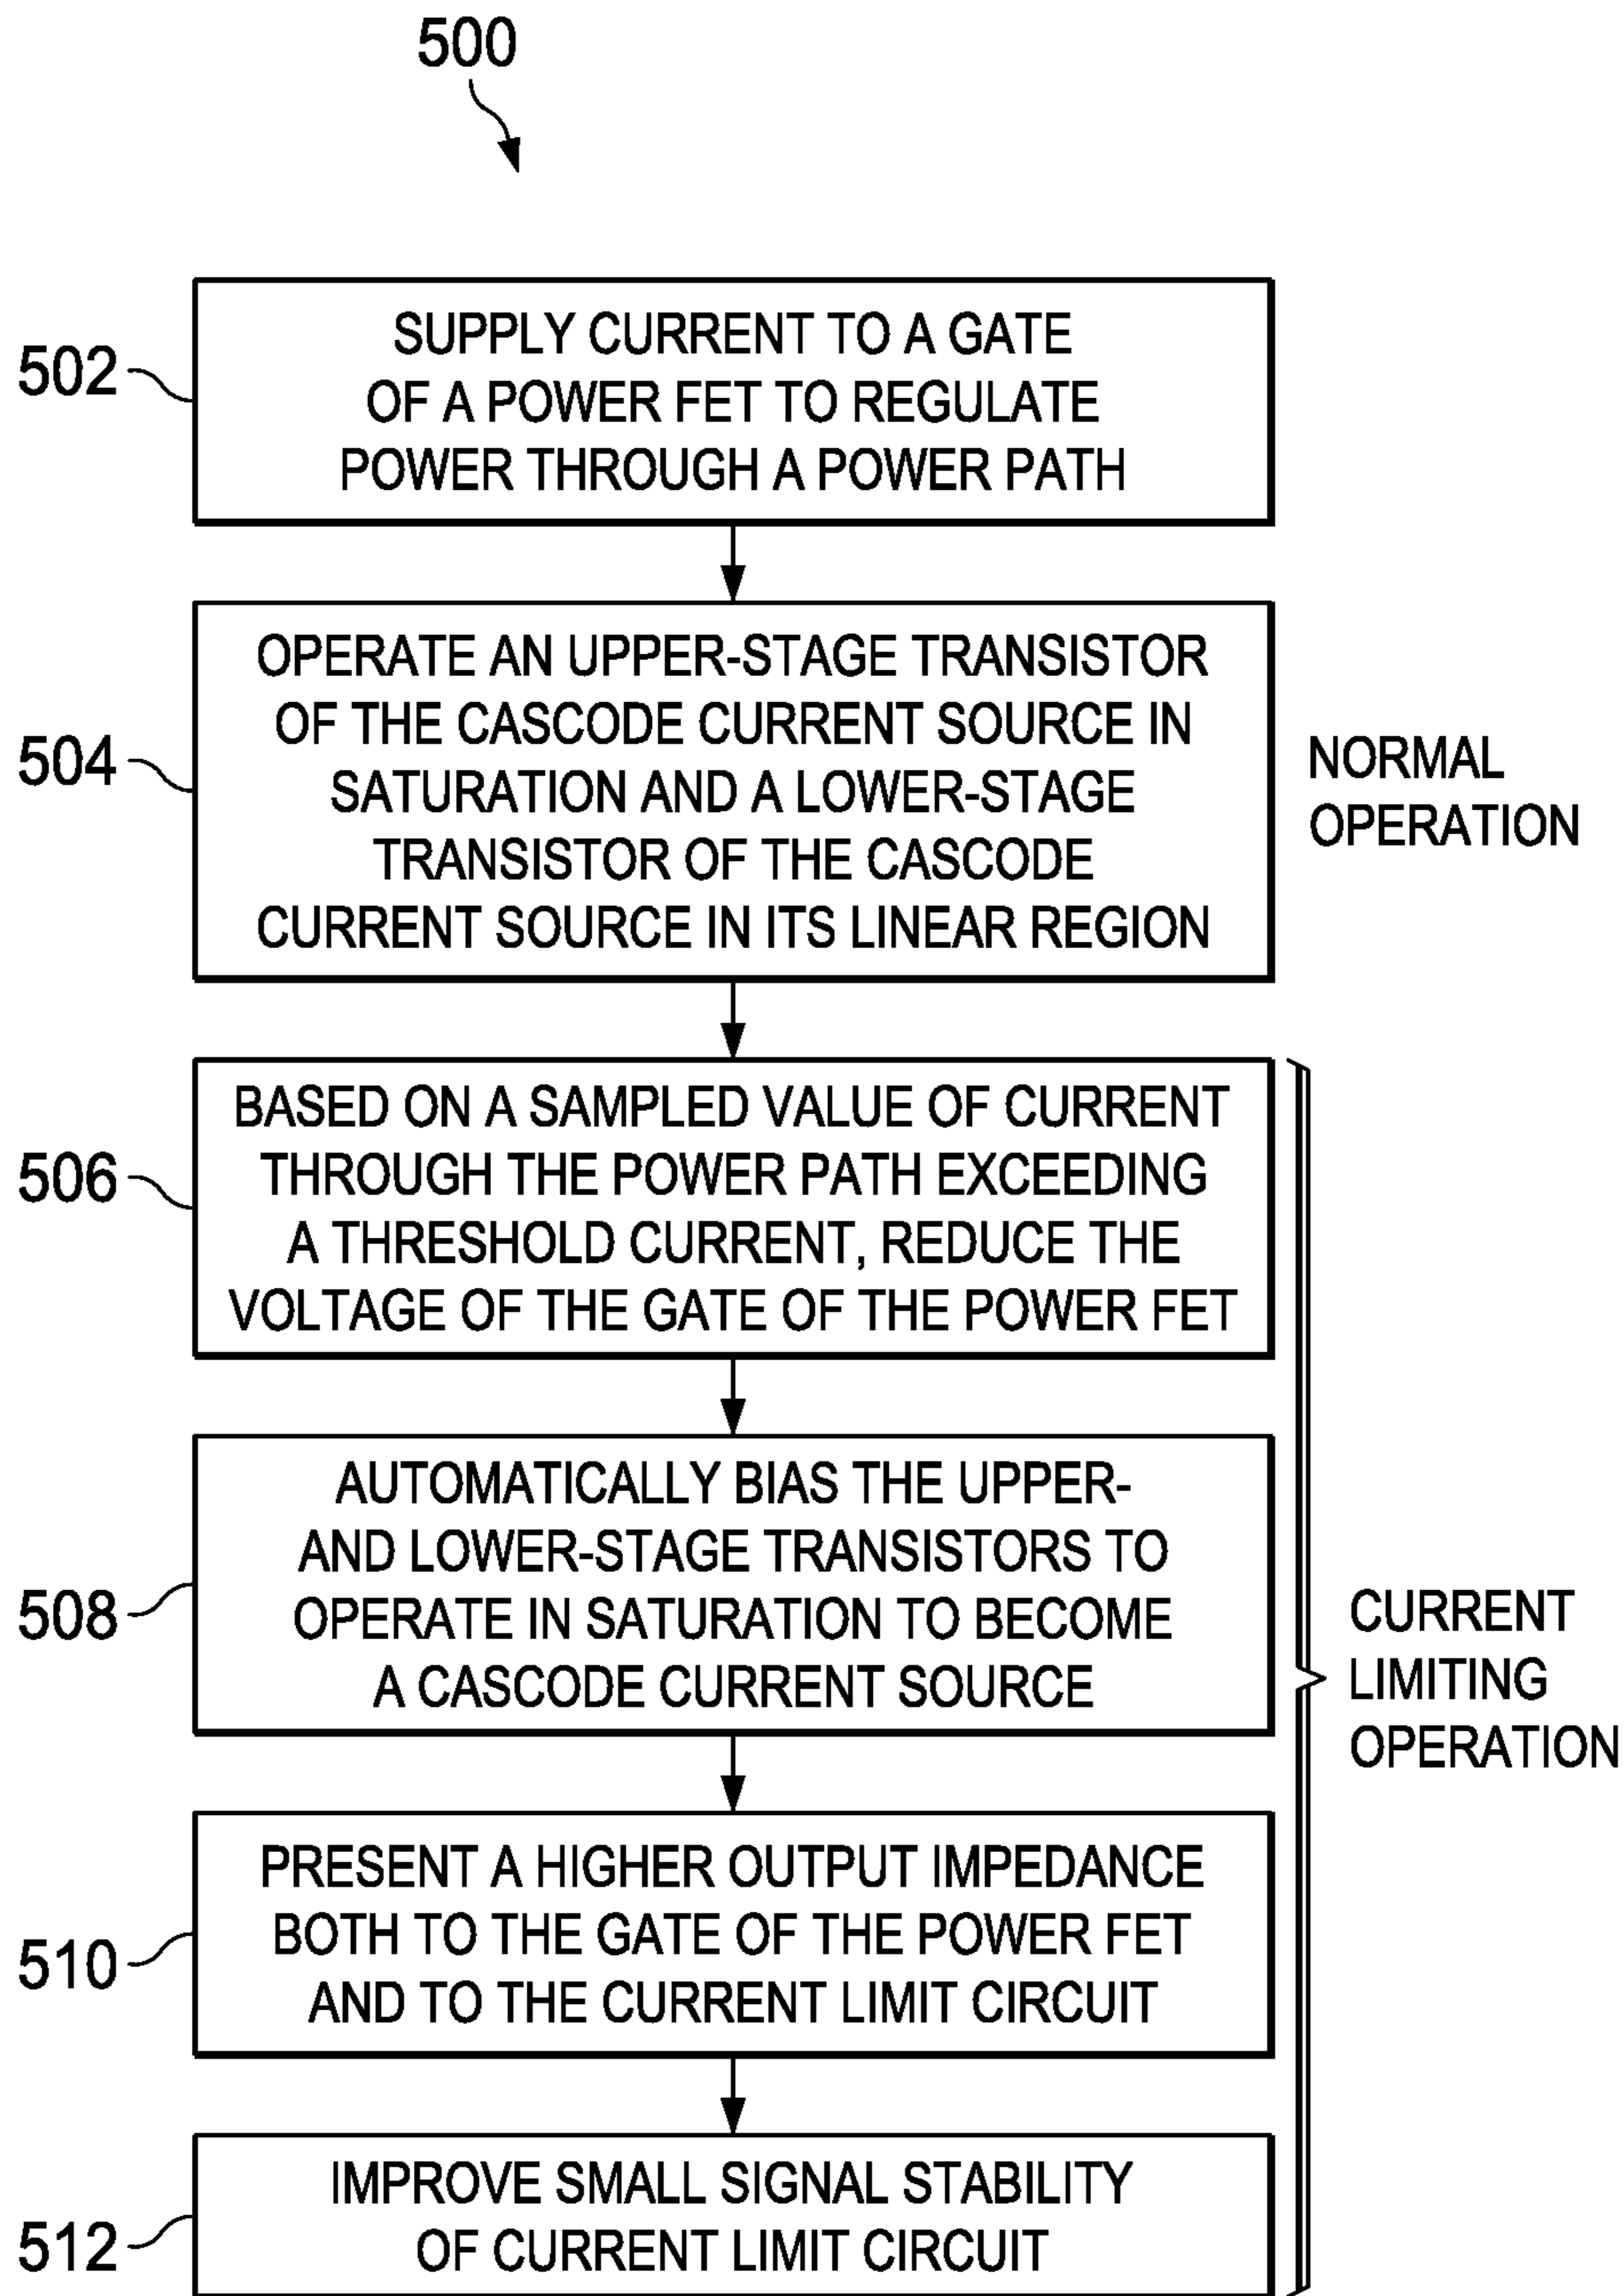 500
502
SUPPLY CURRENT TO A GATE
OF A POWER FET TO REGULATE
POWER THROUGH A POWER PATH
504
OPERATE AN UPPER-STAGE TRANSISTOR
OF THE CASCODE CURRENT SOURCE IN
SATURATION AND A LOWER-STAGE
TRANSISTOR OF THE CASCODE
CURRENT SOURCE IN ITS LINEAR REGION
NORMAL
OPERATION
506
BASED ON A SAMPLED VALUE OF CURRENT
THROUGH THE POWER PATH EXCEEDING
A THRESHOLD CURRENT, REDUCE THE
VOLTAGE OF THE GATE OF THE POWER FET
508
AUTOMATICALLY BIAS THE UPPER-
AND LOWER-STAGE TRANSISTORS TO
OPERATE IN SATURATION TO BECOME
A CASCODE CURRENT SOURCE
CURRENT
LIMITING
OPERATION
510
PRESENT A HIGHER OUTPUT IMPEDANCE
BOTH TO THE GATE OF THE POWER FET
AND TO THE CURRENT LIMIT CIRCUIT
512
IMPROVE SMALL SIGNAL STABILITY
OF CURRENT LIMIT CIRCUIT